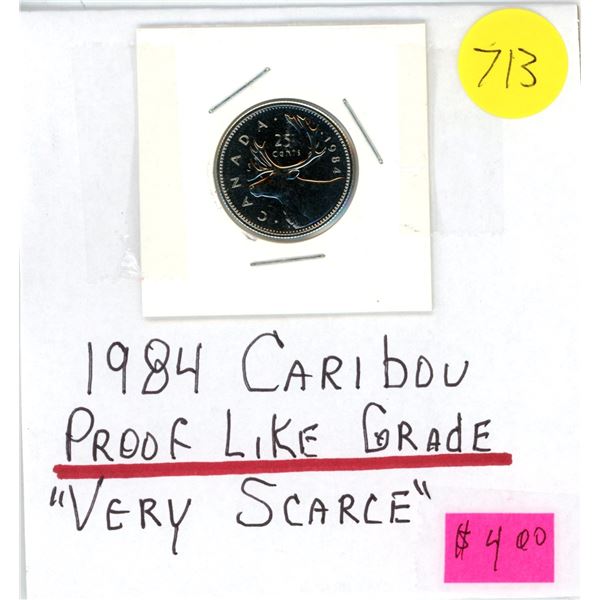 713
CANADA
25
Cents
1984
1984 CARIBOU
PROOF LIKE GRADE
"VERY SCARCE"
$4.00